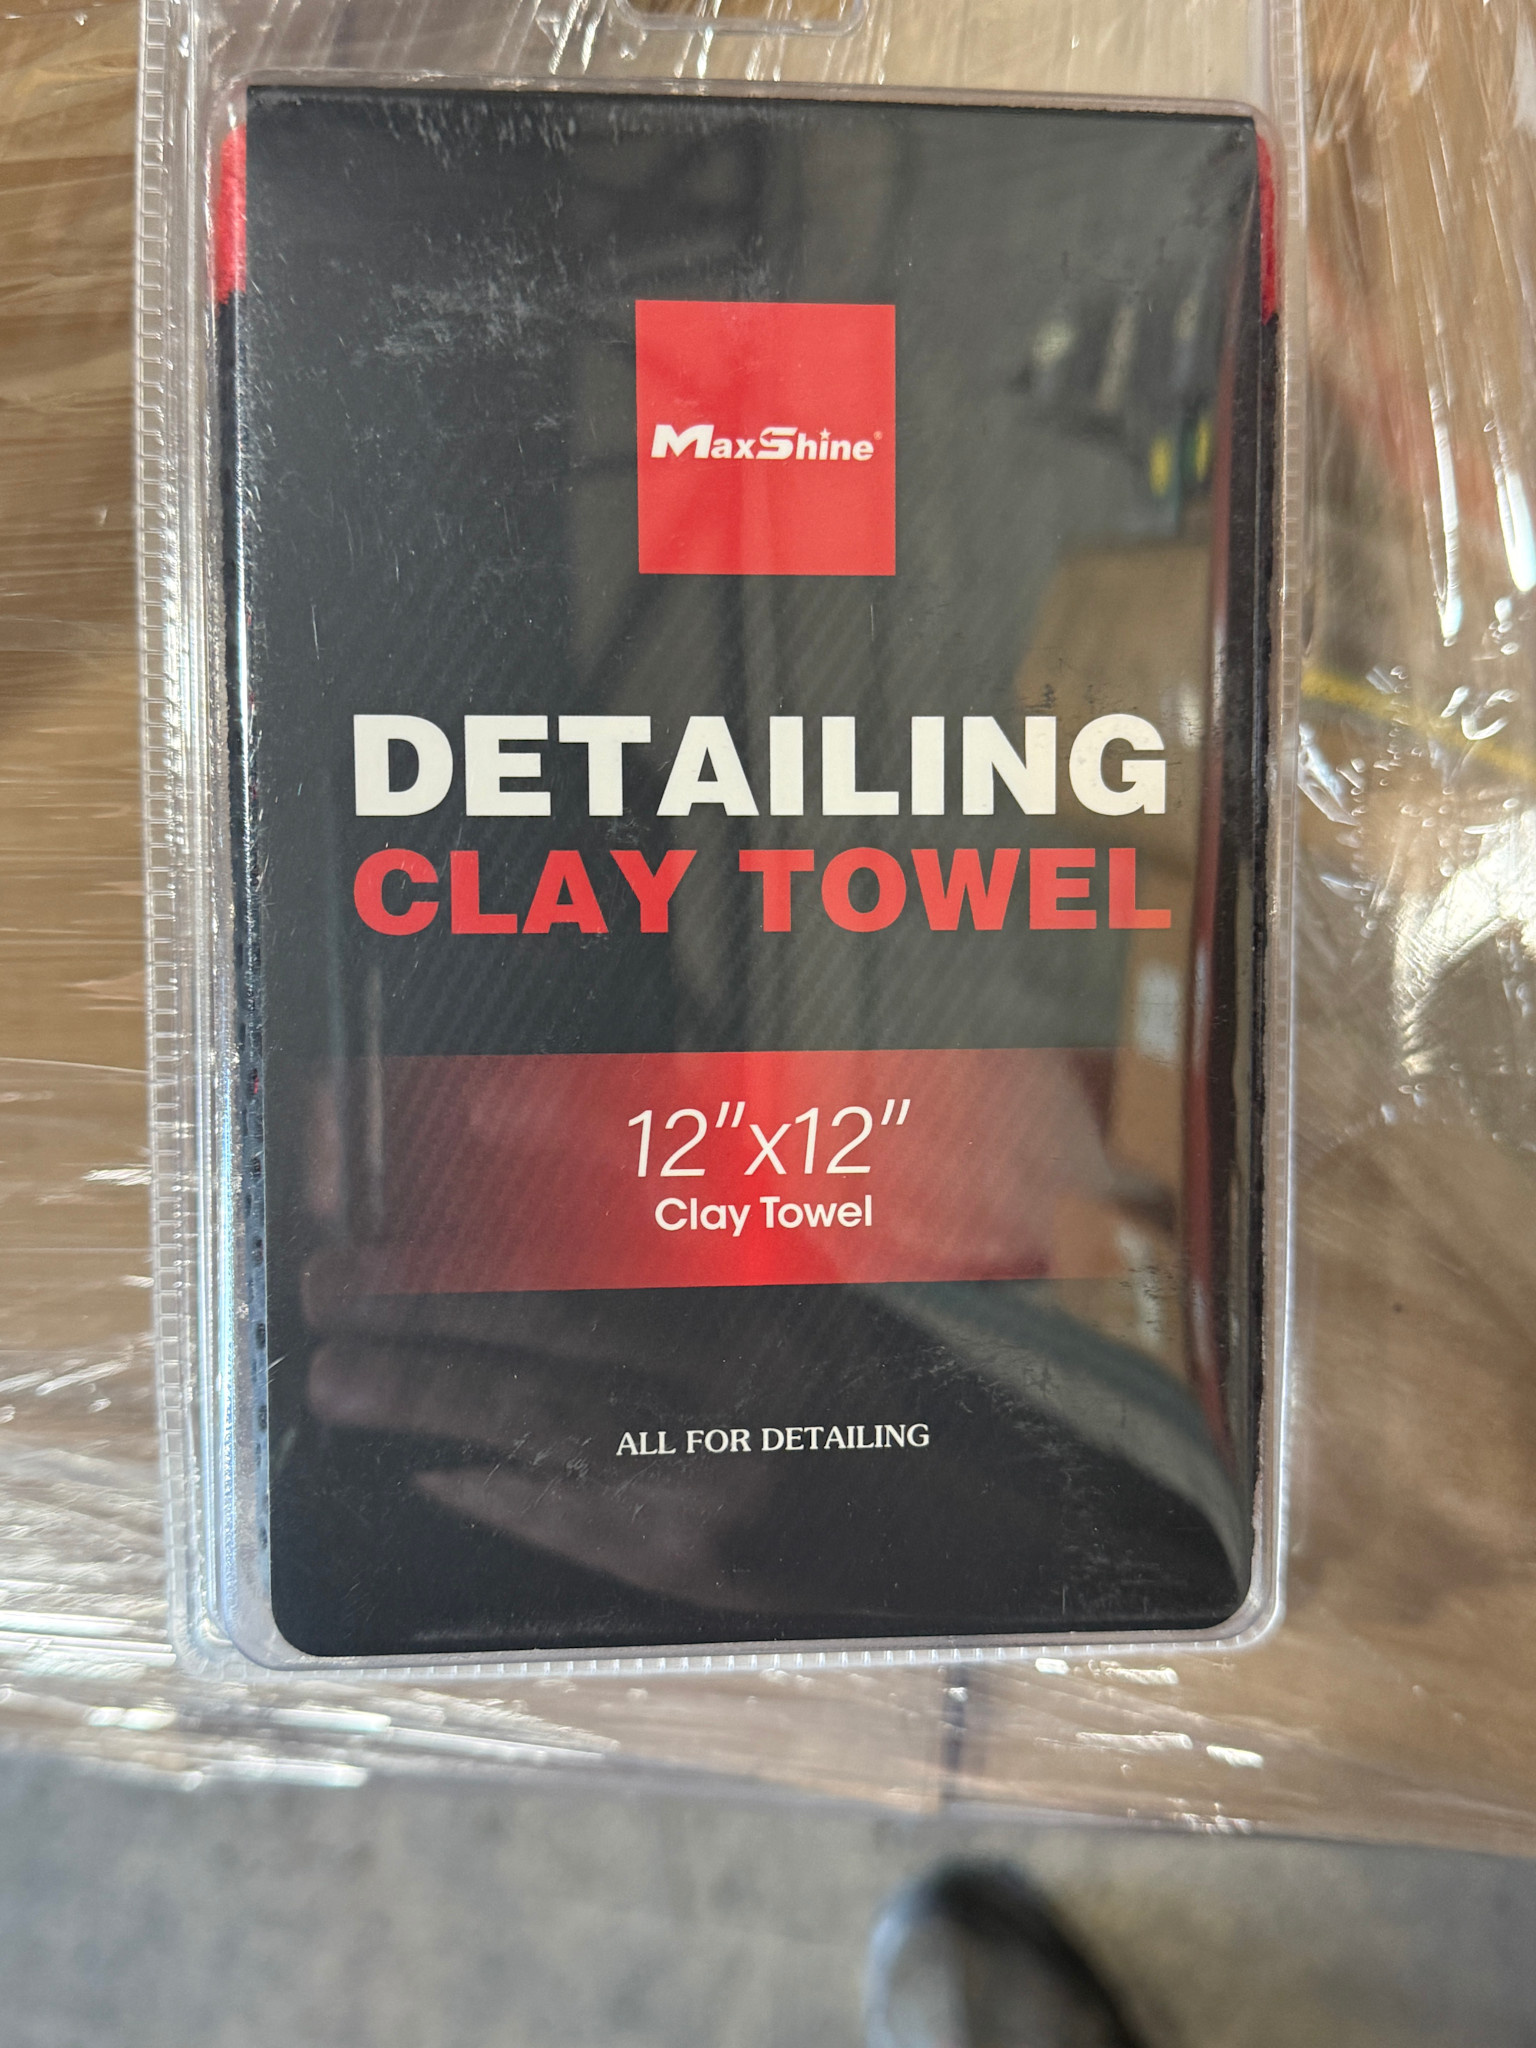 MaxShine®
DETAILING
CLAY TOWEL
12"x12"
Clay Towel
ALL FOR DETAILING